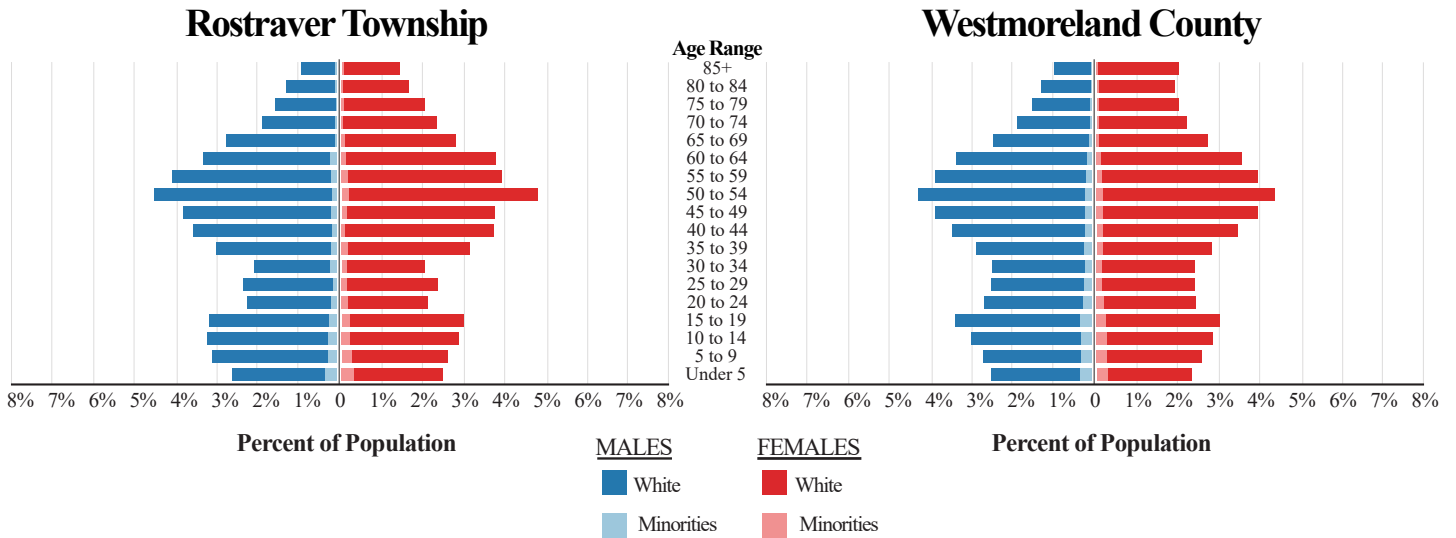 Rostraver Township
Westmoreland County
Age Range
85+
80 to 84
75 to 79
70 to 74
65 to 69
60 to 64
55 to 59
50 to 54
45 to 49
40 to 44
35 to 39
30 to 34
25 to 29
20 to 24
15 to 19
10 to 14
5 to 9
Under 5
8% 7% 6% 5% 4% 3% 2% 1% 0 1% 2% 3% 4% 5% 6% 7% 8%
8% 7% 6% 5% 4% 3% 2% 1% 0 1% 2% 3% 4% 5% 6% 7% 8%
Percent of Population
Percent of Population
MALES
White
Minorities
FEMALES
White
Minorities